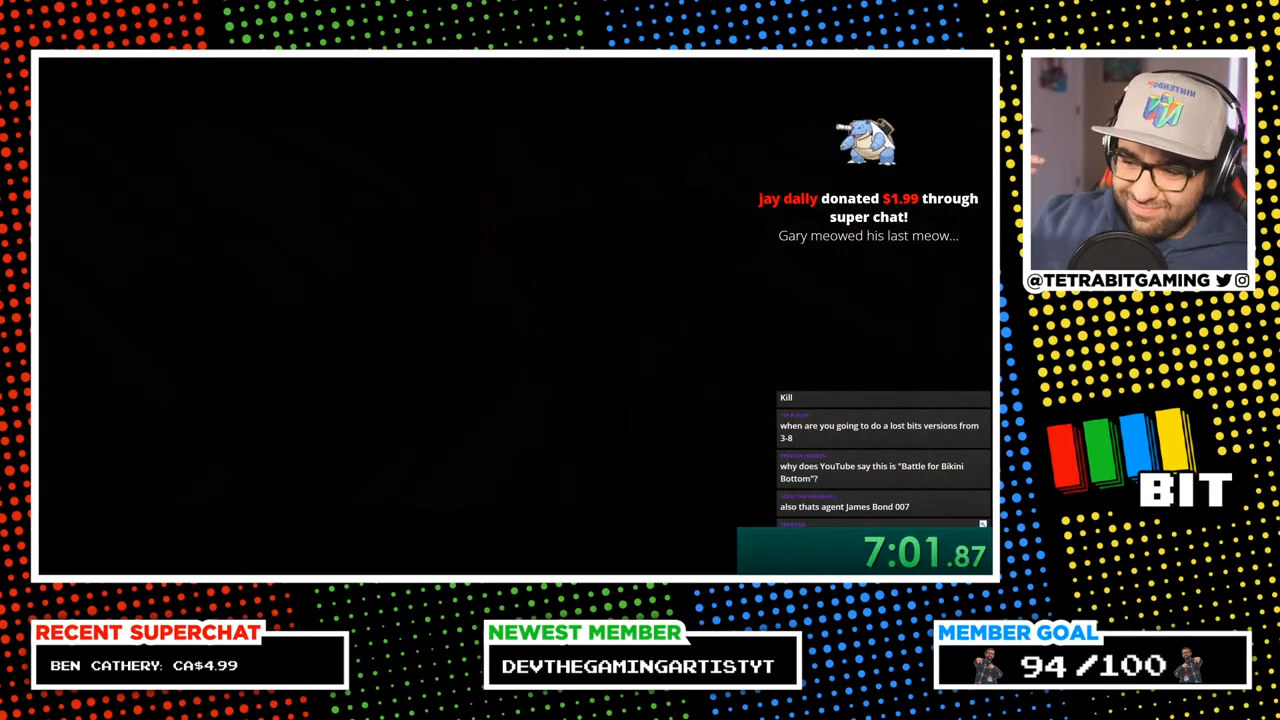 jay daily donated $1.99 through
super chat!
Gary meowed his last meow...
Kill
when are you going to do a lost bits versions from
3-8
why does YouTube say this is "Battle for Bikini
Bottom"?
also thats agent James Bond 007
7:01.87
@TETRABITGAMING
BIT
RECENT SUPERCHAT
BEN CATHERY: CA$4.99
NEWEST MEMBER
DEVTHEGAMINGARTISTYT
MEMBER GOAL
94 /100